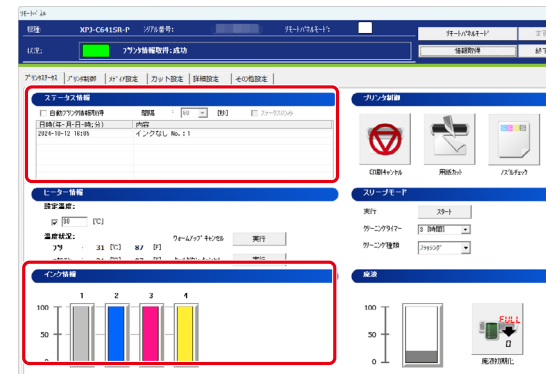 ﾘﾓｰﾄﾊﾟﾈﾙ
機種: XPJ-C641SR-P ｼﾘｱﾙ番号: ﾘﾓｰﾄﾊﾟﾈﾙﾓｰﾄﾞ: ﾘﾓｰﾄﾊﾟﾈﾙﾓｰﾄﾞ
状況: ﾌﾟﾘﾝﾀ情報取得:成功 情報取得 終了
ﾌﾟﾘﾝﾀｽﾃｰﾀｽ ﾌﾟﾘﾝﾀ制御 ﾒﾃﾞｨｱ設定 カット設定 詳細設定 その他設定
ステータス情報
自動ﾌﾟﾘﾝﾀ情報取得 間隔 : 60 [秒] ｽﾃｰﾀｽのみ
日時(年-月-日-時:分) 内容
2024-10-12 16:05 インクなし No.:1
プリンタ制御
印刷ｷｬﾝｾﾙ 用紙ｶｯﾄ ﾉｽﾞﾙﾁｪｯｸ
ヒーター情報
設定温度:
30 [℃]
温度状況: ｳｫｰﾑｱｯﾌﾟｷｬﾝｾﾙ 実行
ﾌﾟﾘ : 31 [℃] 87 [F]
スリープモード
実行 ｽﾀｰﾄ
ｸﾘｰﾆﾝｸﾞﾀｲﾏｰ 3 [時間]
ｸﾘｰﾆﾝｸﾞ種類 ﾌﾗｯｼﾝｸﾞ
インク情報
1 2 3 4
100
50
0
廃液
100
50
0
FULL
0
廃液初期化